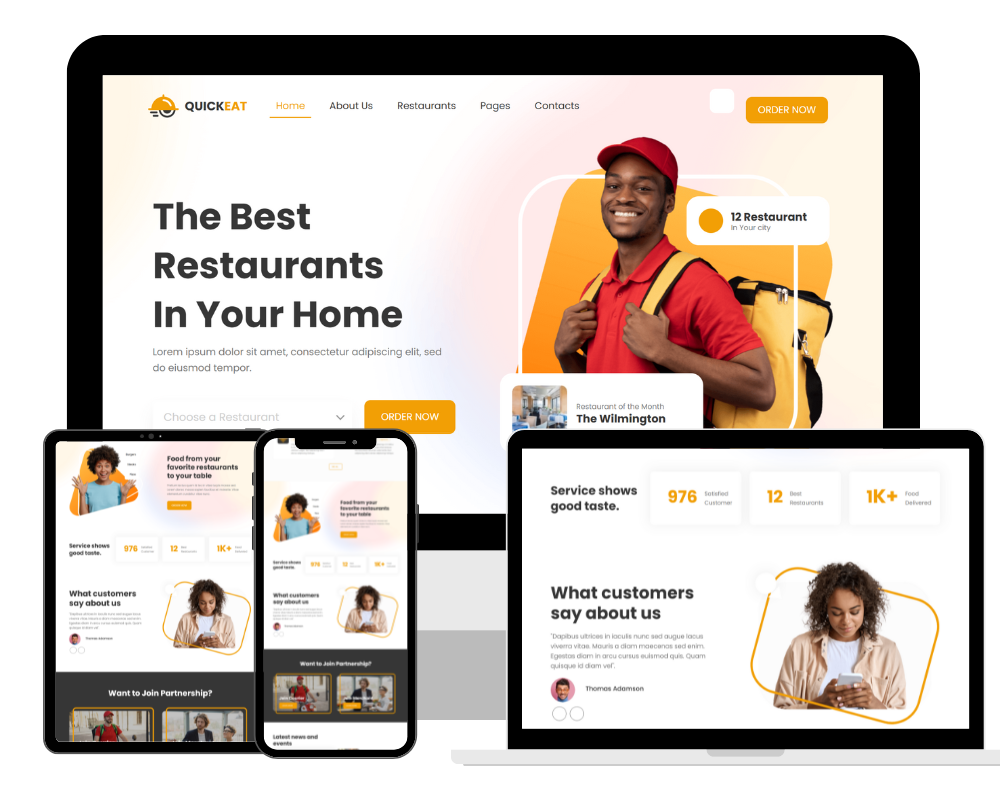 QUICKEAT
Home
About Us
Restaurants
Pages
Contacts
ORDER NOW
The Best
Restaurants
In Your Home
Lorem ipsum dolor sit amet, consectetur adipiscing elit, sed
do eiusmod tempor.
Choose a Restaurant
ORDER NOW
12 Restaurant
in Your city
Restaurant of the Month
The Wilmington
Food from your
favorite restaurants
to your table
Service shows
good taste.
976
12
1K+
What customers
say about us
Thomas Adamson
Want to Join Partnership?
Food from your
favorite restaurants
to your table
Service shows
good taste.
976
12
1K+
What customers
say about us
Want to Join Partnership?
Latest news and
events
Service shows
good taste.
976 Satisfied
Customer
12 Best
Restaurants
1K+ Food
Delivered
What customers
say about us
"Dapibus ultrices in iaculis nunc sed augue lacus
viverra vitae. Mauris a diam maecenas sed enim.
Egestas diam in arcu cursus euismod quis. Quam
quisque id diam vel".
Thomas Adamson